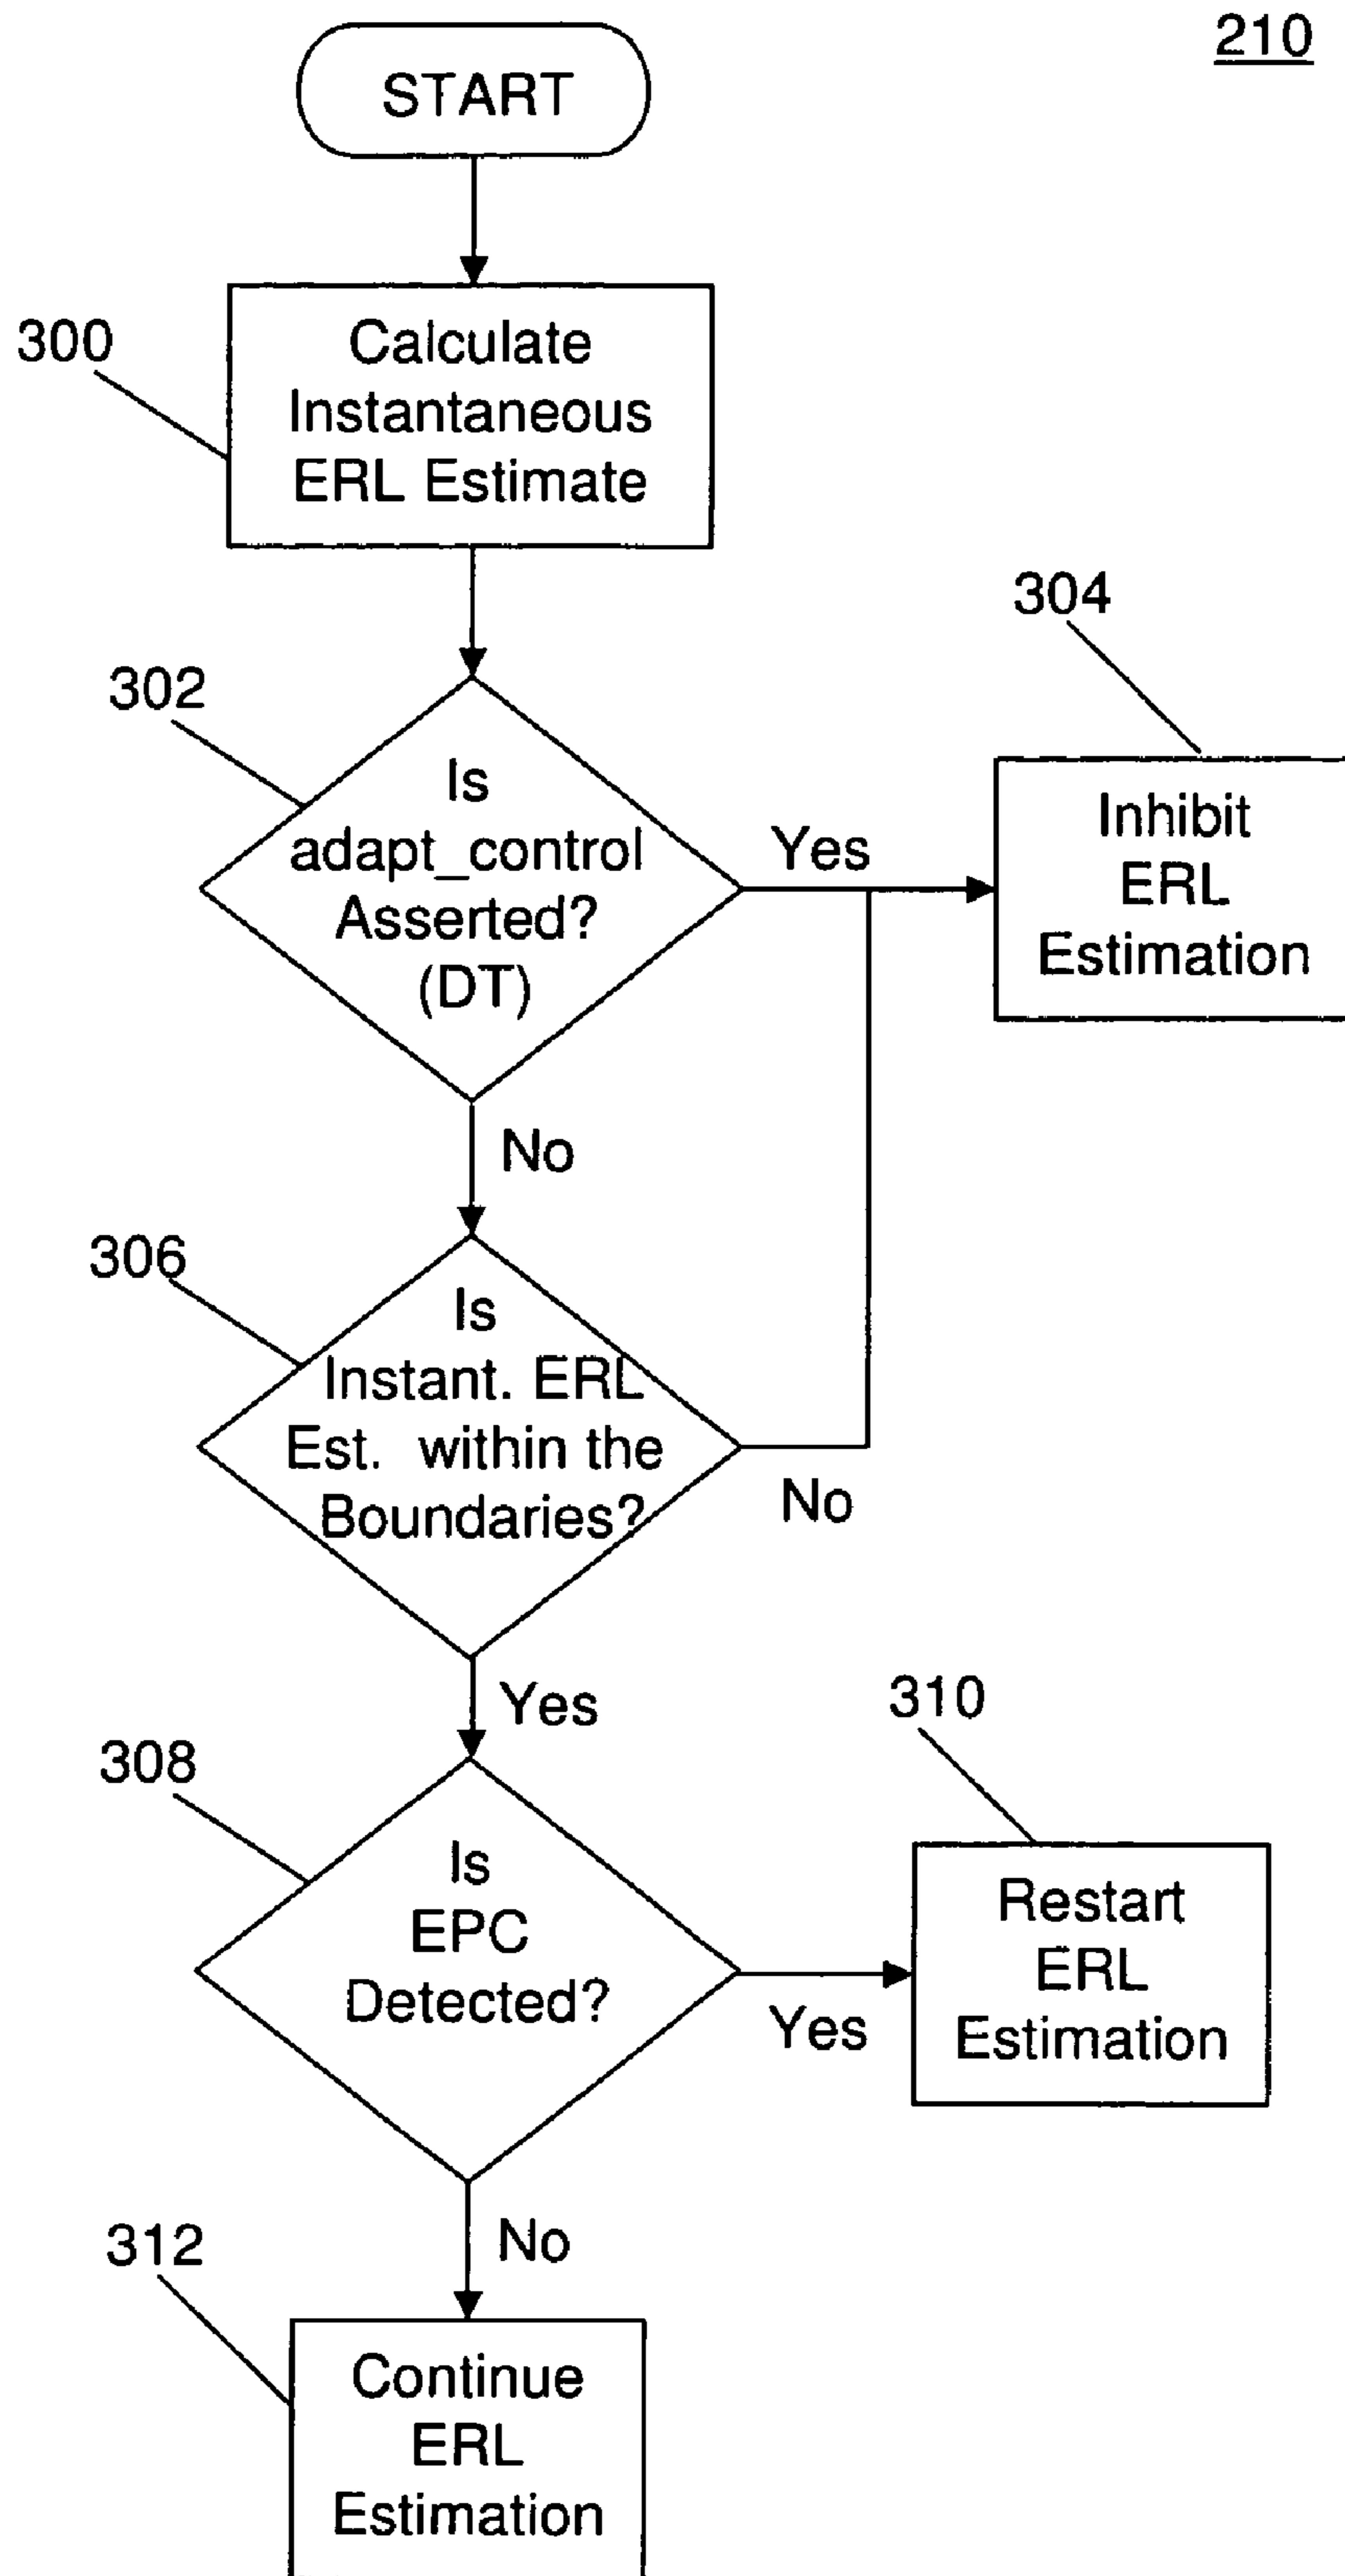 210
START
300
Calculate
Instantaneous
ERL Estimate
304
302
Is
adapt_control
Asserted?
(DT)
Yes
Inhibit
ERL
Estimation
No
306
Is
Instant. ERL
Est. within the
Boundaries?
No
Yes
310
308
Is
EPC
Detected?
Yes
Restart
ERL
Estimation
No
312
Continue
ERL
Estimation